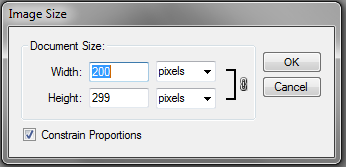 Image Size
Document Size:
Width: 200 pixels
OK
Height: 299 pixels
Cancel
Constrain Proportions